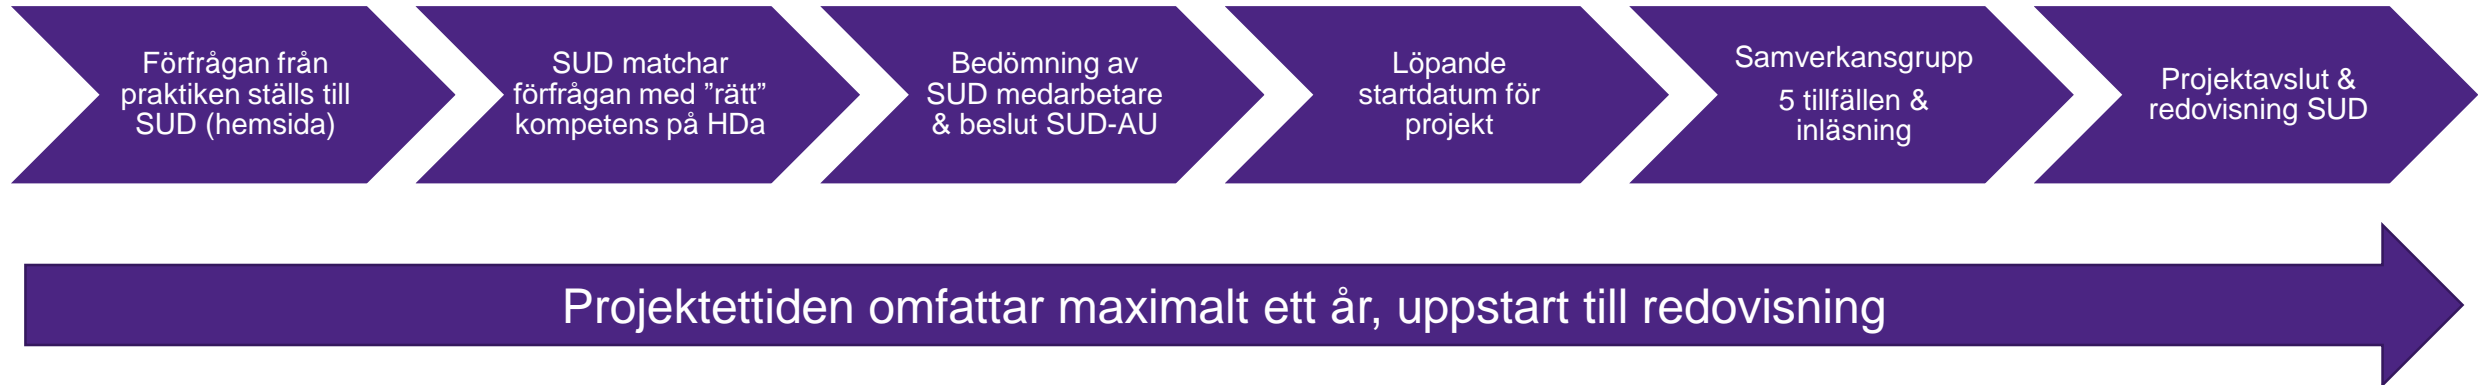 Förfrågan från
praktiken ställs till
SUD (hemsida)
SUD matchar
förfrågan med ”rätt”
kompetens på HDa
Bedömning av
SUD medarbetare
& beslut SUD-AU
Löpande
startdatum för
projekt
Samverkansgrupp
5 tillfällen &
inläsning
Projektavslut &
redovisning SUD
Projektettiden omfattar maximalt ett år, uppstart till redovisning